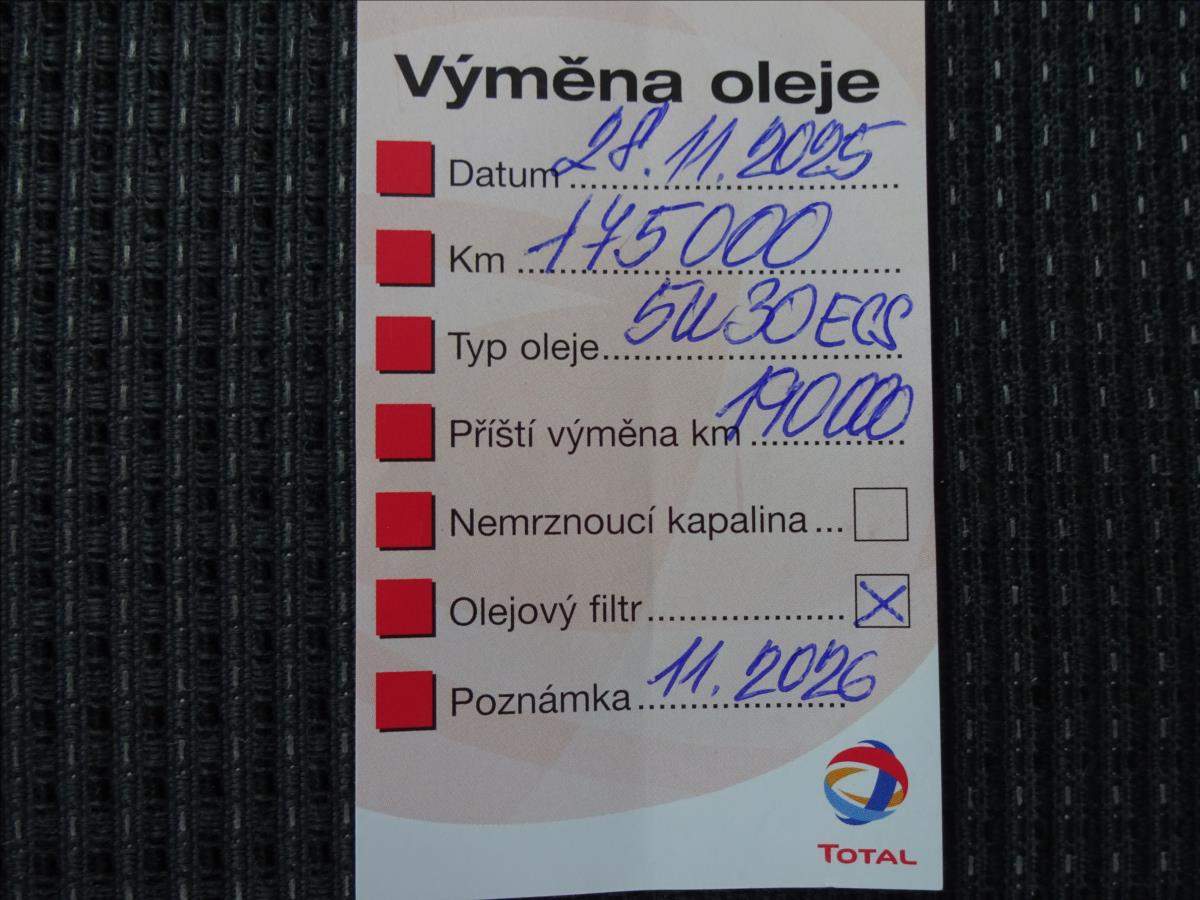 Výměna oleje
Datum 28.11.2025
Km 175000
Typ oleje 5W30ECS
Příští výměna km 190000
Nemrznoucí kapalina...
Olejový filtr X
Poznámka 11.2026
TOTAL